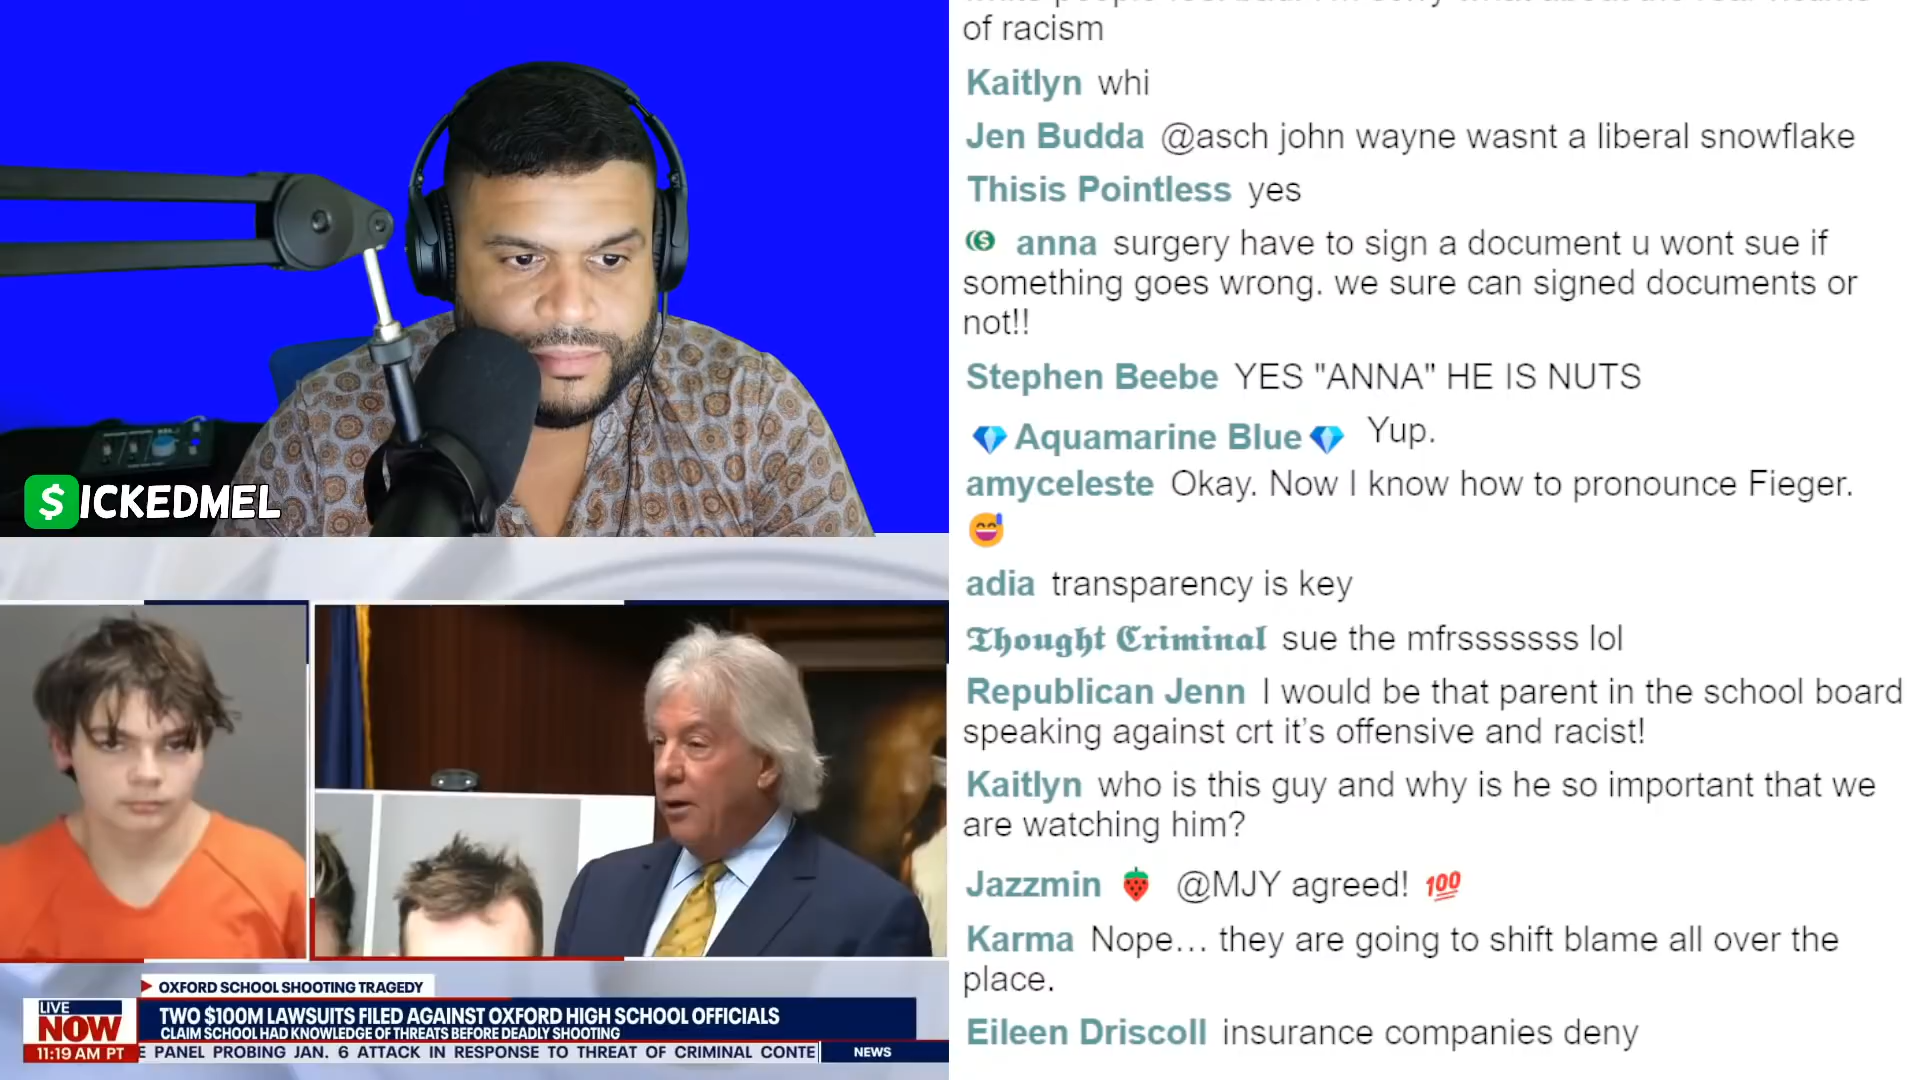 $ICKEDMEL
OXFORD SCHOOL SHOOTING TRAGEDY
LIVE
NOW
11:19 AM PT
TWO $100M LAWSUITS FILED AGAINST OXFORD HIGH SCHOOL OFFICIALS
CLAIM SCHOOL HAD KNOWLEDGE OF THREATS BEFORE DEADLY SHOOTING
E PANEL PROBING JAN. 6 ATTACK IN RESPONSE TO THREAT OF CRIMINAL CONTE
NEWS
of racism
Kaitlyn whi
Jen Budda @asch john wayne wasnt a liberal snowflake
Thisis Pointless yes
anna surgery have to sign a document u wont sue if
something goes wrong. we sure can signed documents or
not!!
Stephen Beebe YES "ANNA" HE IS NUTS
💎Aquamarine Blue💎 Yup.
amyceleste Okay. Now I know how to pronounce Fieger.
😅
adia transparency is key
𝕿𝖍𝖔𝖚𝖌𝖍𝖙 𝕮𝖗𝖎𝖒𝖎𝖓𝖆𝖑 sue the mfrsssssss lol
Republican Jenn I would be that parent in the school board
speaking against crt it's offensive and racist!
Kaitlyn who is this guy and why is he so important that we
are watching him?
Jazzmin 🍓 @MJY agreed! 💯
Karma Nope... they are going to shift blame all over the
place.
Eileen Driscoll insurance companies deny